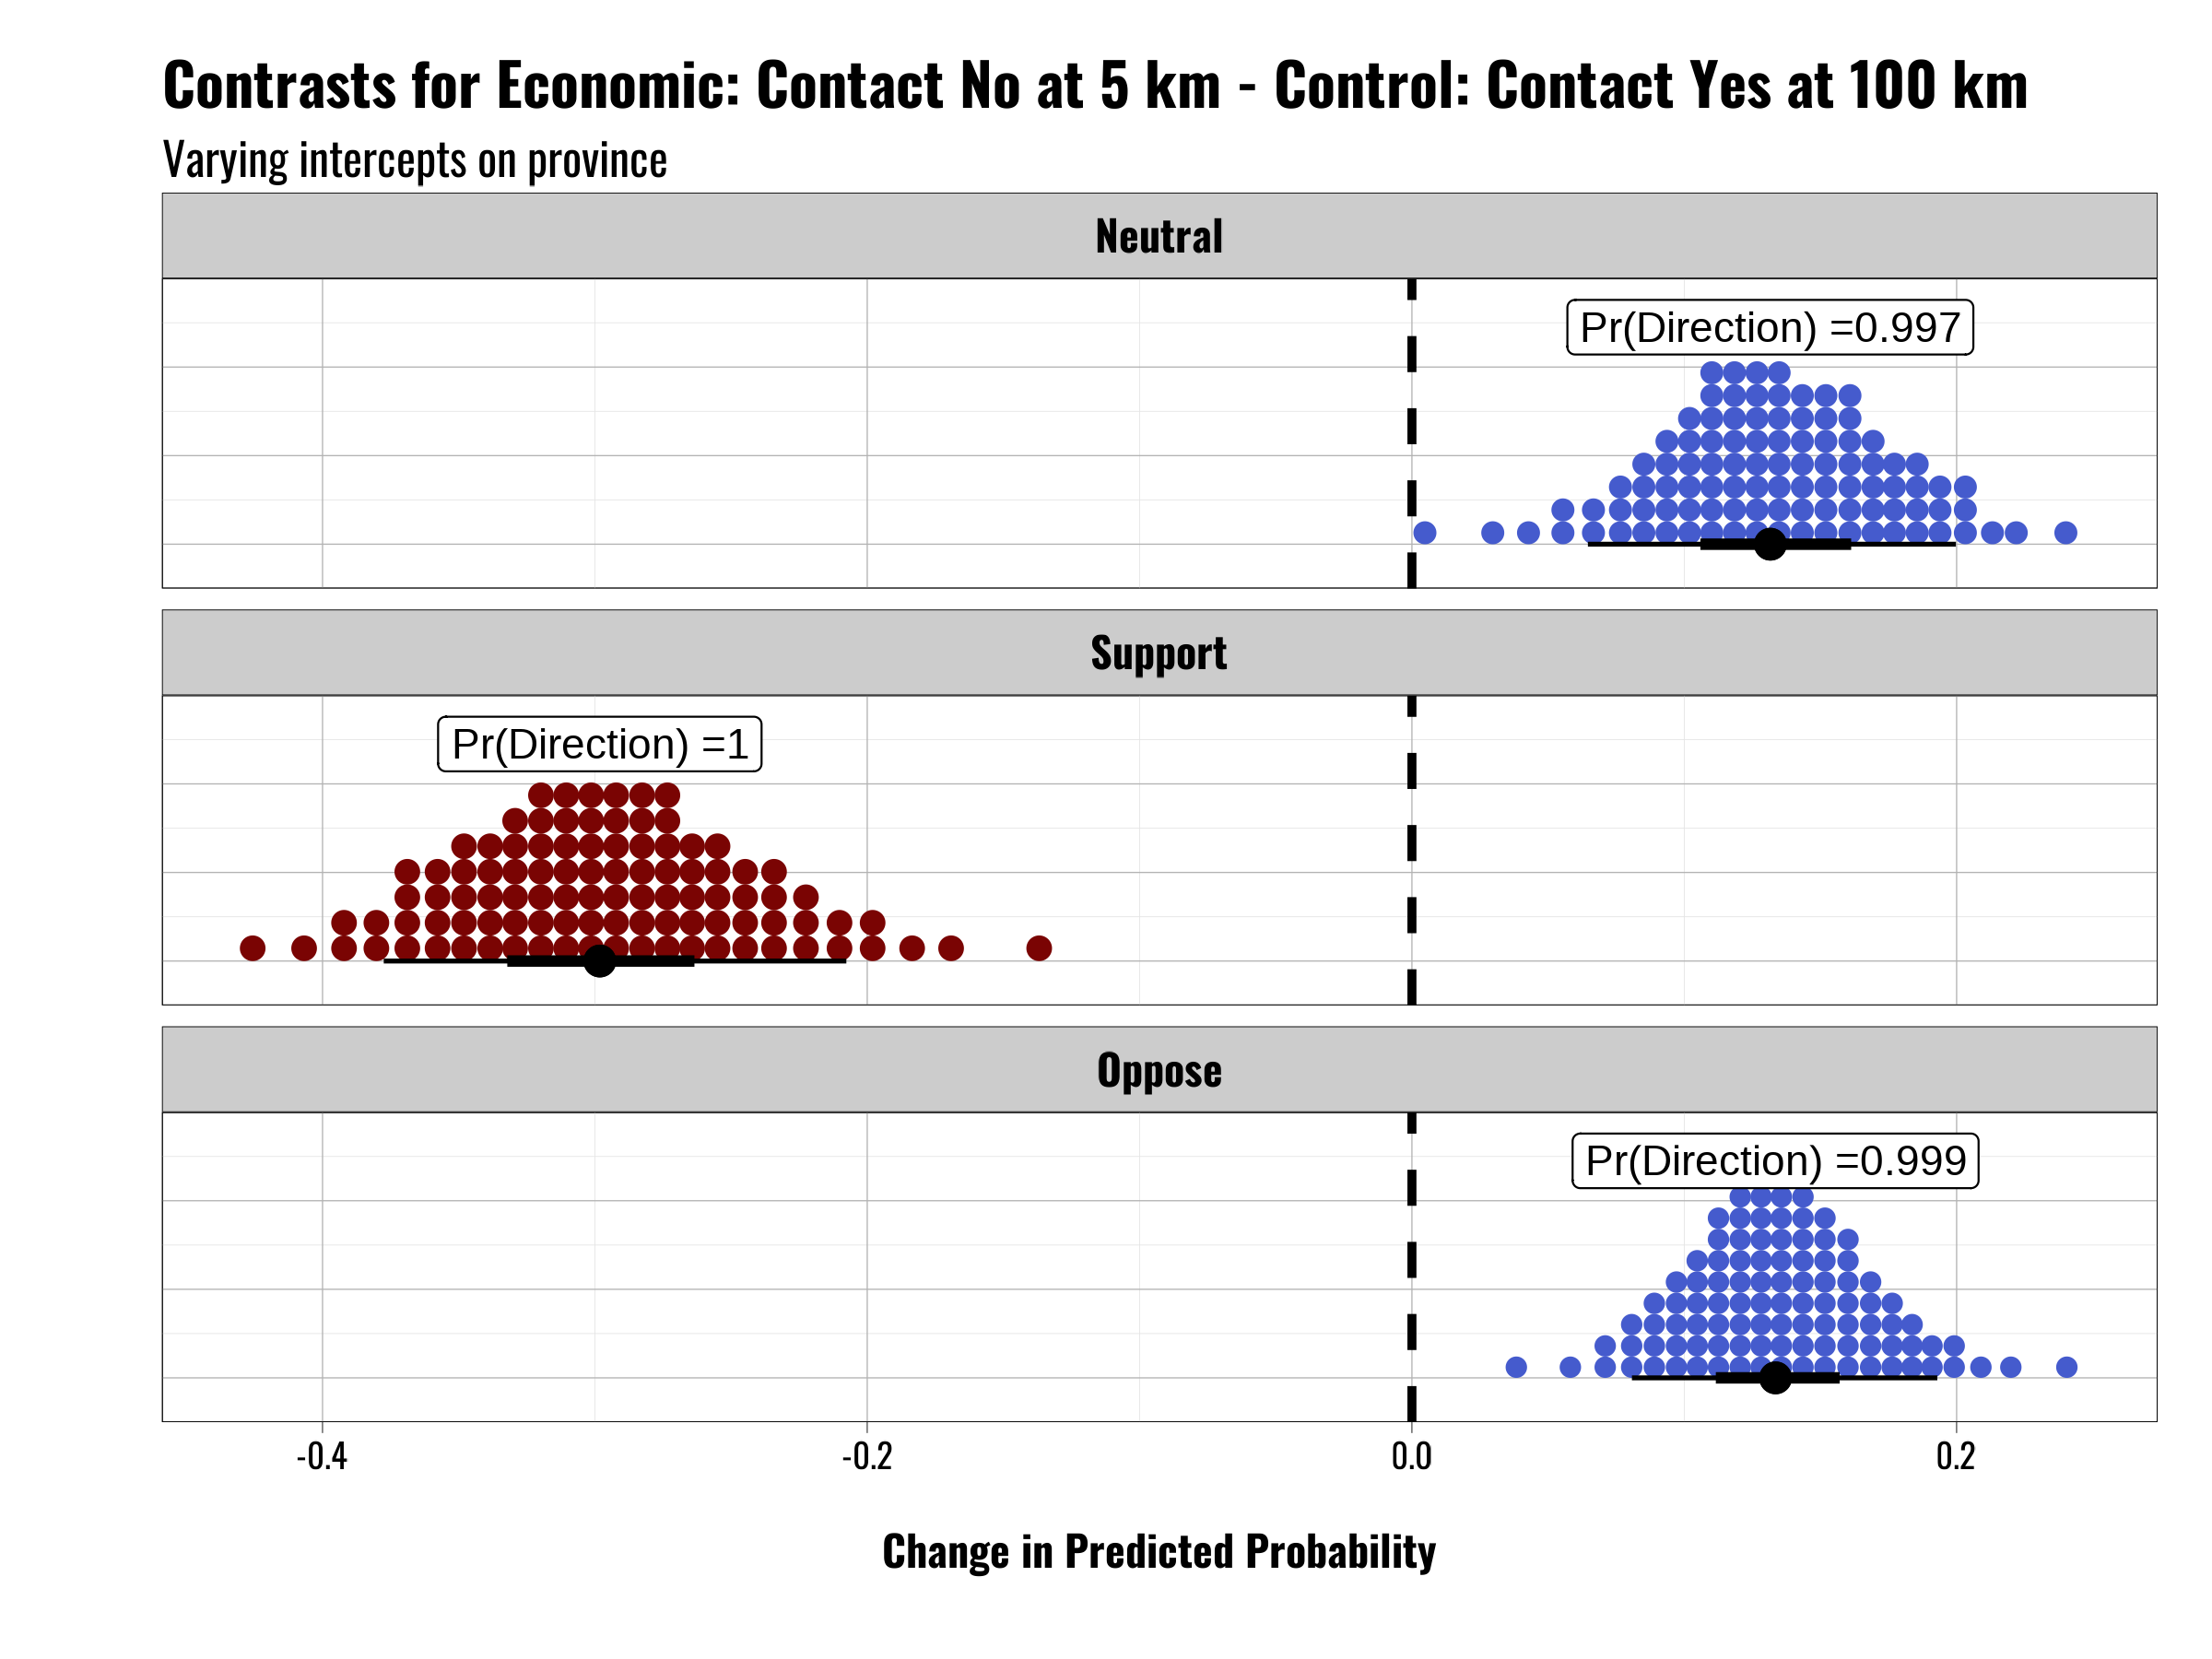 Contrasts for Economic: Contact No at 5 km - Control: Contact Yes at 100 km
Varying intercepts on province
Neutral
Pr(Direction) =0.997
Support
Pr(Direction) =1
Oppose
Pr(Direction) =0.999
-0.4 -0.2 0.0 0.2
Change in Predicted Probability